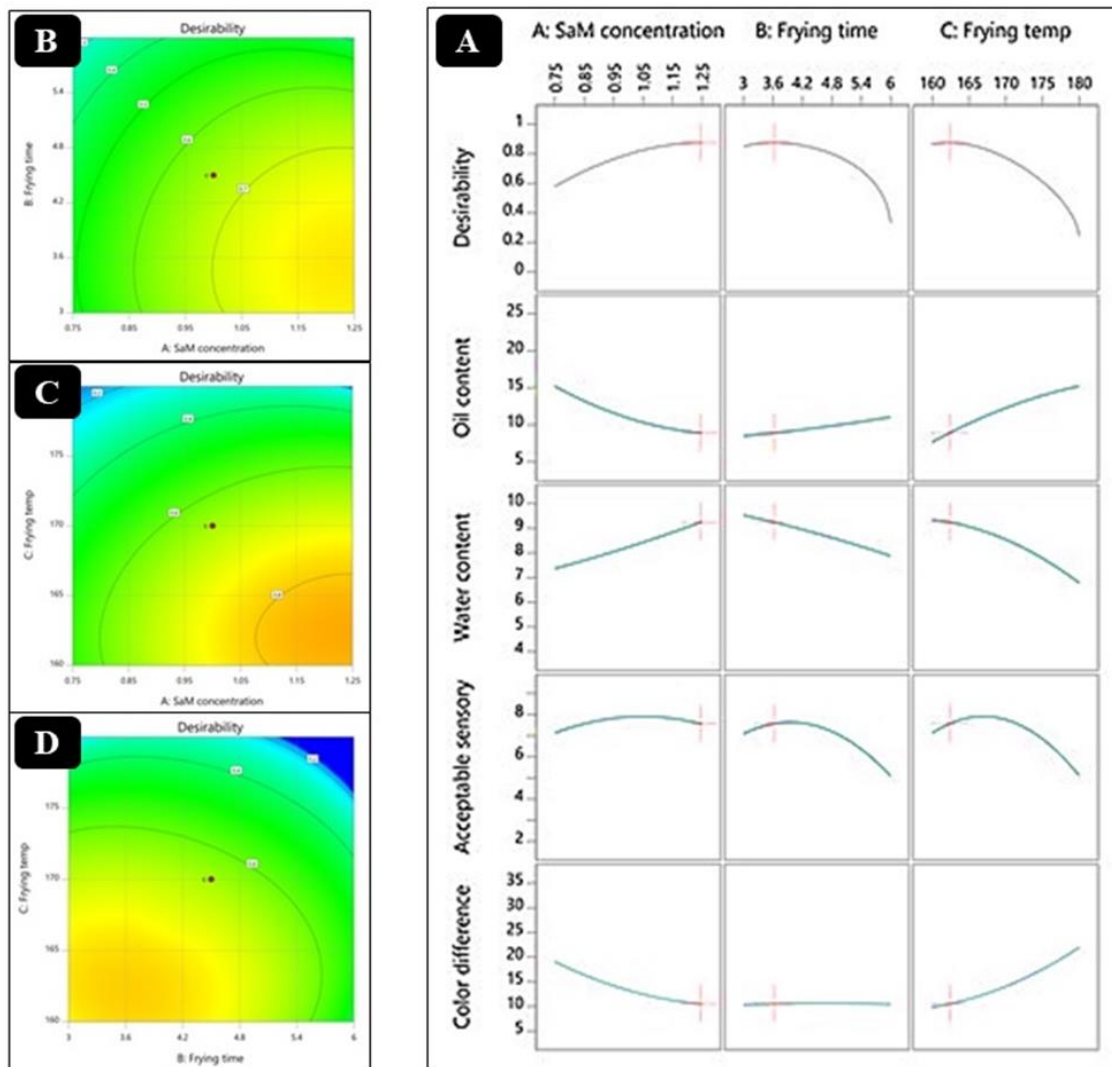 B
Desirability
5.4
4.8
4.2
3.6
3
B: Frying time
0.75 0.85 0.95 1.05 1.15 1.25
A: SaM concentration
C
Desirability
175
170
165
160
C: Frying temp
0.75 0.85 0.95 1.05 1.15 1.25
A: SaM concentration
D
Desirability
175
170
165
160
C: Frying temp
3 3.6 4.2 4.8 5.4 6
B: Frying time
A
A: SaM concentration B: Frying time C: Frying temp
0.75 0.85 0.95 1.05 1.15 1.25 3 3.6 4.2 4.8 5.4 6 160 165 170 175 180
Desirability
1
0.8
0.6
0.4
0.2
0
Oil content
25
20
15
10
5
Water content
10
9
8
7
6
5
4
Acceptable sensory
8
6
4
2
Color difference
35
30
25
20
15
10
5